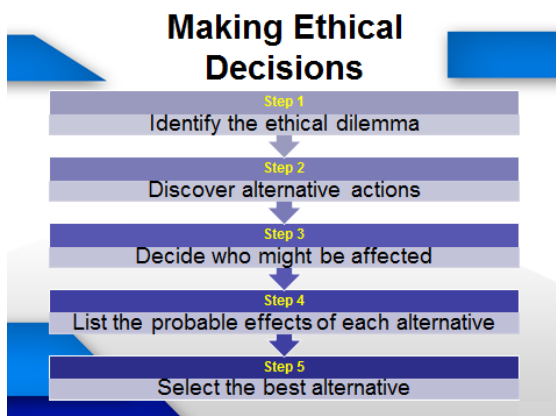 Making Ethical
Decisions
Step 1
Identify the ethical dilemma
Step 2
Discover alternative actions
Step 3
Decide who might be affected
Step 4
List the probable effects of each alternative
Step 5
Select the best alternative